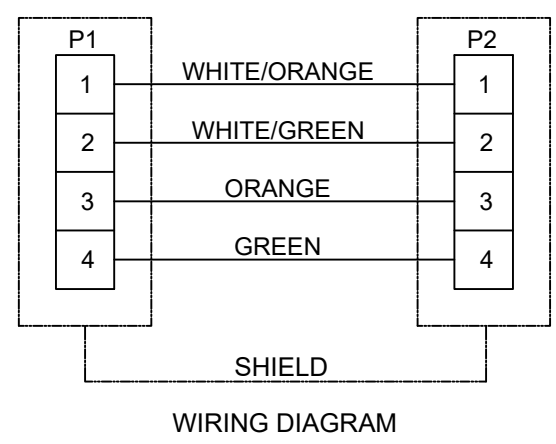 P1 P2
1 WHITE/ORANGE 1
2 WHITE/GREEN 2
3 ORANGE 3
4 GREEN 4
SHIELD
WIRING DIAGRAM